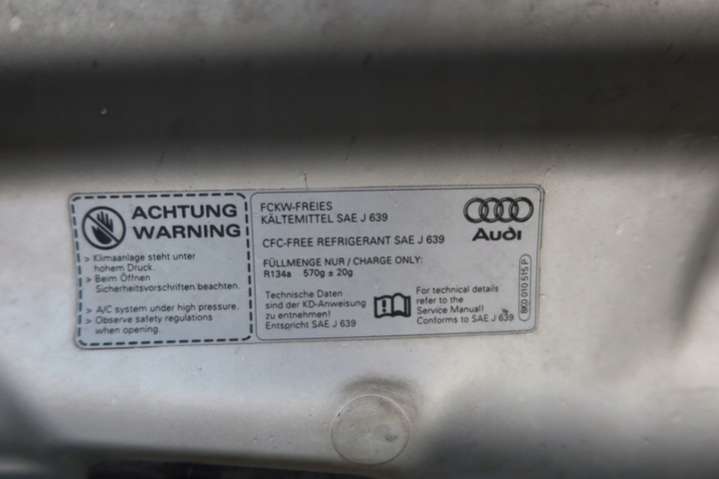 ACHTUNG
WARNING
> Klimaanlage steht unter
hohem Druck.
> Beim Öffnen
Sicherheitsvorschriften beachten.
> A/C system under high pressure.
> Observe safety regulations
when opening.
FCKW-FREIES
KÄLTEMITTEL SAE J 639
CFC-FREE REFRIGERANT SAE J 639
FÜLLMENGE NUR / CHARGE ONLY:
R134a 570g ± 20g
Technische Daten
sind der KD-Anweisung
zu entnehmen!
Entspricht SAE J 639
For technical details
refer to the
Service Manual!
Conforms to SAE J 639
Audi
8K0 010 515 P